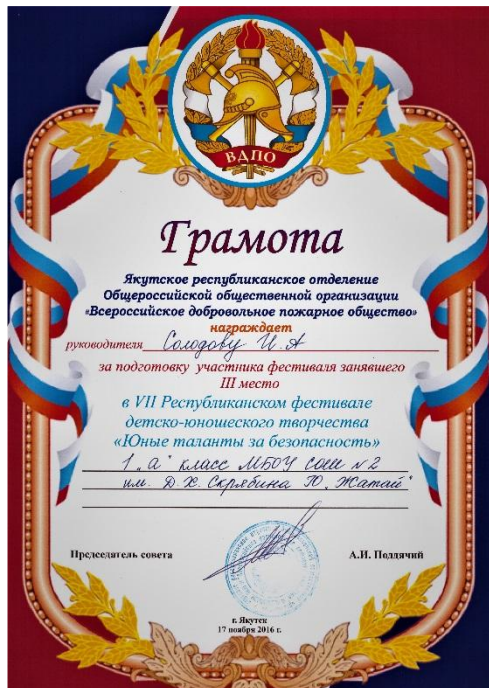 ВДПО
Грамота
Якутское республиканское отделение
Общероссийской общественной организации
«Всероссийское добровольное пожарное общество»
награждает
руководителя Солодову И.А
за подготовку участника фестиваля занявшего
III место
в VII Республиканском фестивале
детско-юношеского творчества
«Юные таланты за безопасность»
1 „а" класс МБОУ СОШ №2
им. Д.Х. Скрябина ГО „Жатай"
Председатель совета А.И. Поддячий
г. Якутск
17 ноября 2016 г.